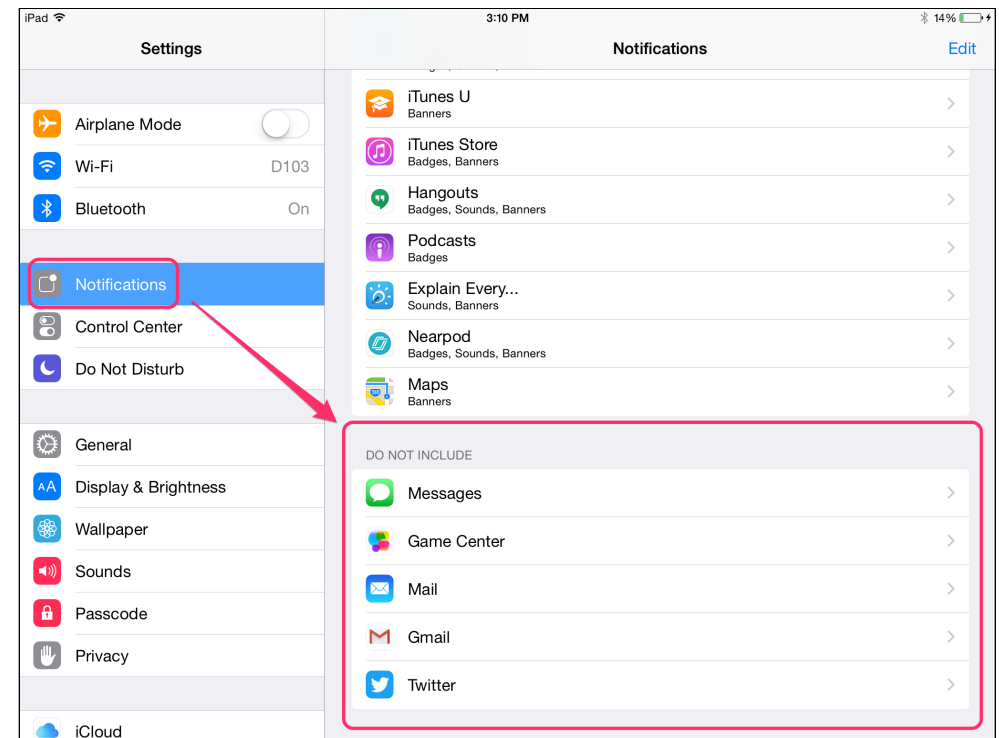 iPad
3:10 PM
14%
Settings
Notifications
Edit
Airplane Mode
Wi-Fi
D103
Bluetooth
On
Notifications
Control Center
Do Not Disturb
General
AA
Display & Brightness
Wallpaper
Sounds
Passcode
Privacy
iCloud
iTunes U
Banners
iTunes Store
Badges, Banners
Hangouts
Badges, Sounds, Banners
Podcasts
Badges
Explain Every...
Sounds, Banners
Nearpod
Badges, Sounds, Banners
Maps
Banners
DO NOT INCLUDE
Messages
Game Center
Mail
Gmail
Twitter